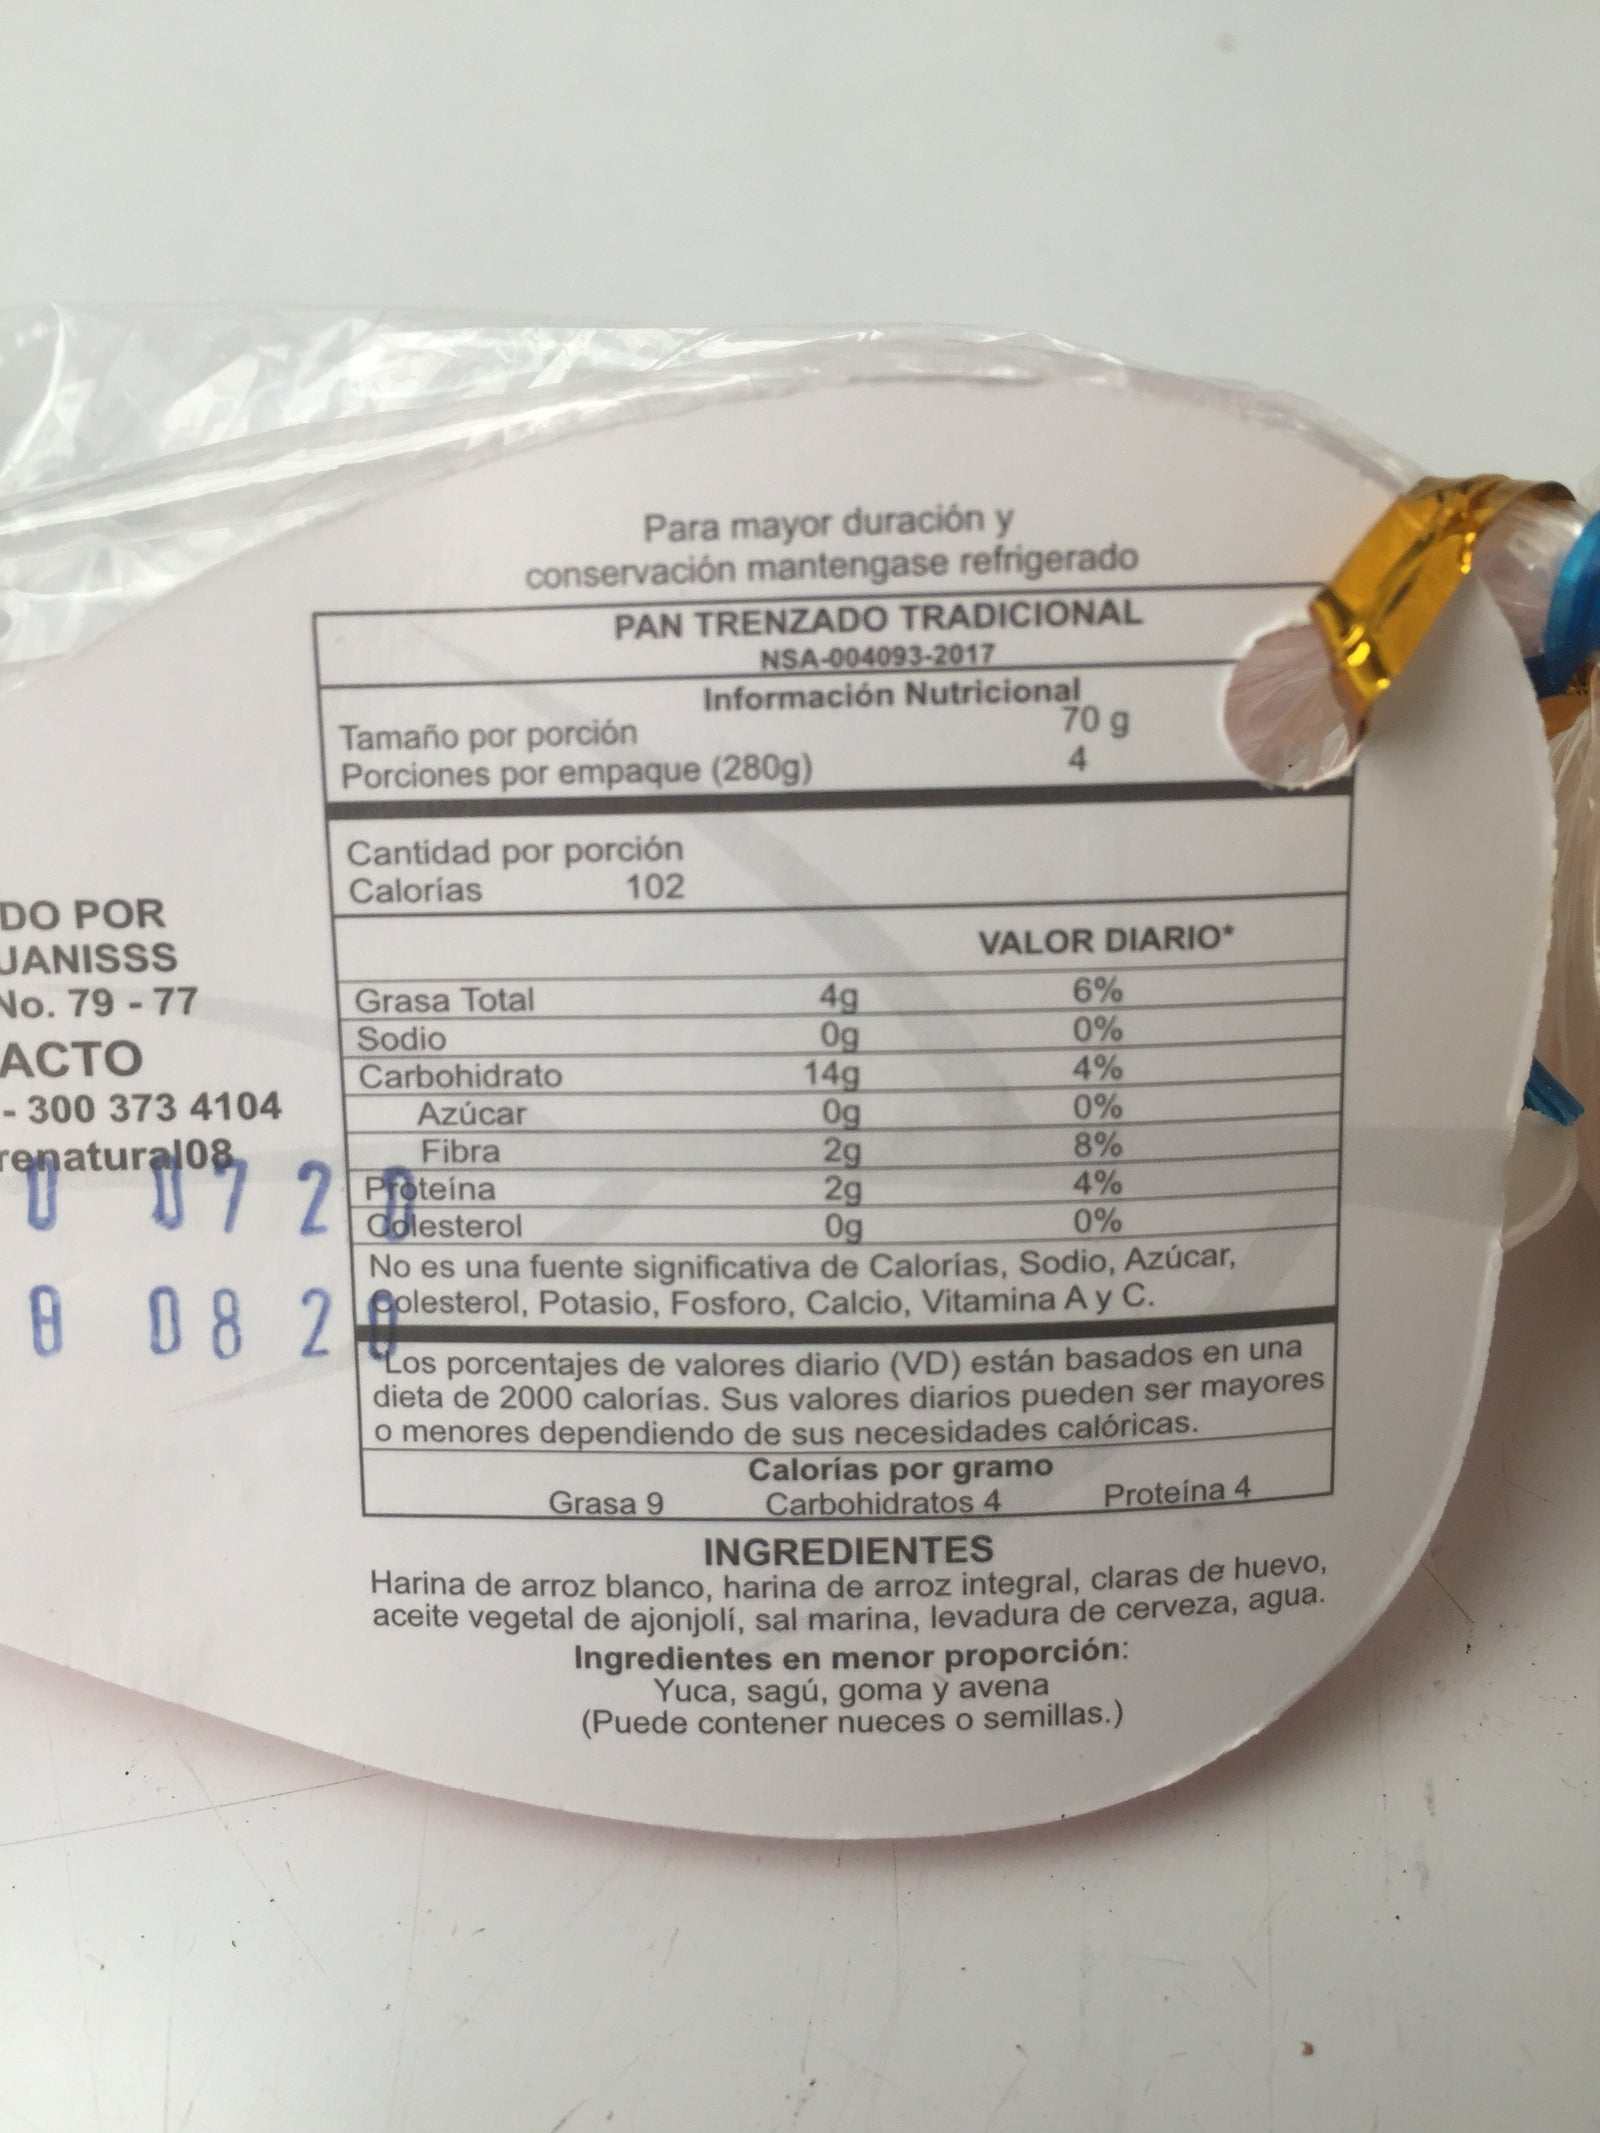 Para mayor duración y
conservación mantengase refrigerado
PAN TRENZADO TRADICIONAL
NSA-004093-2017
Información Nutricional
Tamaño por porción 70 g
Porciones por empaque (280g) 4
Cantidad por porción
Calorías 102
VALOR DIARIO*
Grasa Total 4g 6%
Sodio 0g 0%
Carbohidrato 14g 4%
Azúcar 0g 0%
Fibra 2g 8%
Proteína 2g 4%
Colesterol 0g 0%
No es una fuente significativa de Calorías, Sodio, Azúcar,
Colesterol, Potasio, Fosforo, Calcio, Vitamina A y C.
*Los porcentajes de valores diario (VD) están basados en una
dieta de 2000 calorías. Sus valores diarios pueden ser mayores
o menores dependiendo de sus necesidades calóricas.
Calorías por gramo
Grasa 9 Carbohidratos 4 Proteína 4
INGREDIENTES
Harina de arroz blanco, harina de arroz integral, claras de huevo,
aceite vegetal de ajonjolí, sal marina, levadura de cerveza, agua.
Ingredientes en menor proporción:
Yuca, sagú, goma y avena
(Puede contener nueces o semillas.)
DO POR
UANISSS
No. 79 - 77
ACTO
- 300 373 4104
renatural08
0 0720
8 0820